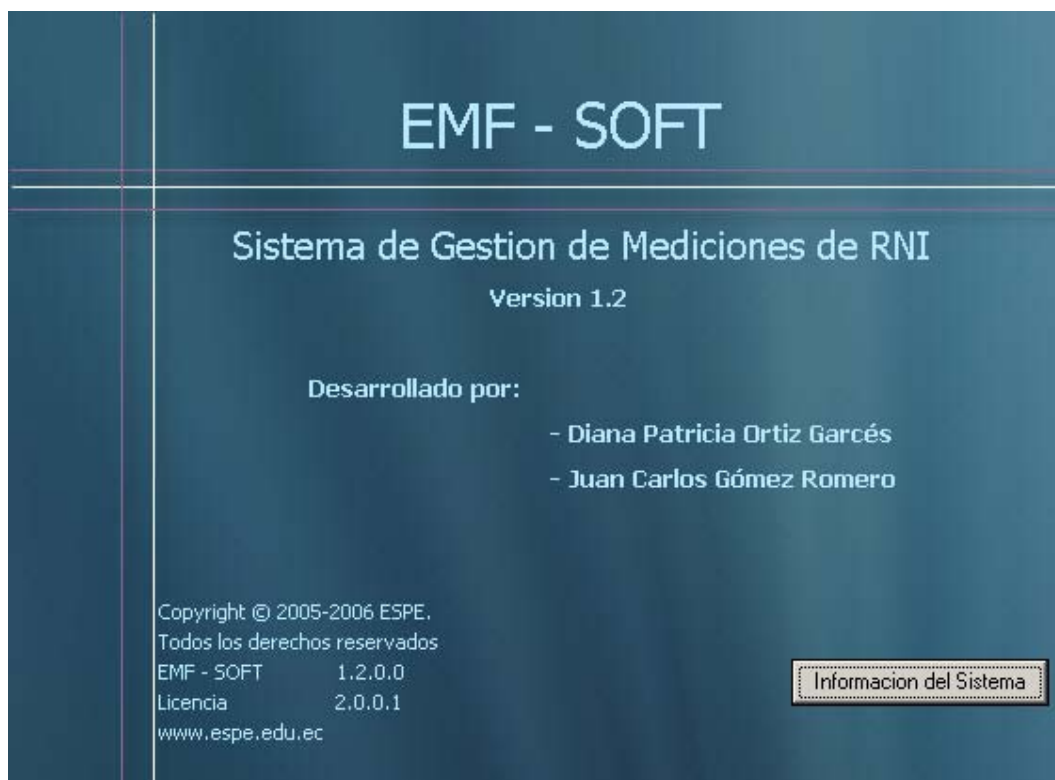 EMF - SOFT
Sistema de Gestion de Mediciones de RNI
Version 1.2
Desarrollado por:
- Diana Patricia Ortiz Garcés
- Juan Carlos Gómez Romero
Copyright © 2005-2006 ESPE.
Todos los derechos reservados
EMF - SOFT 1.2.0.0
Licencia 2.0.0.1
www.espe.edu.ec
Informacion del Sistema